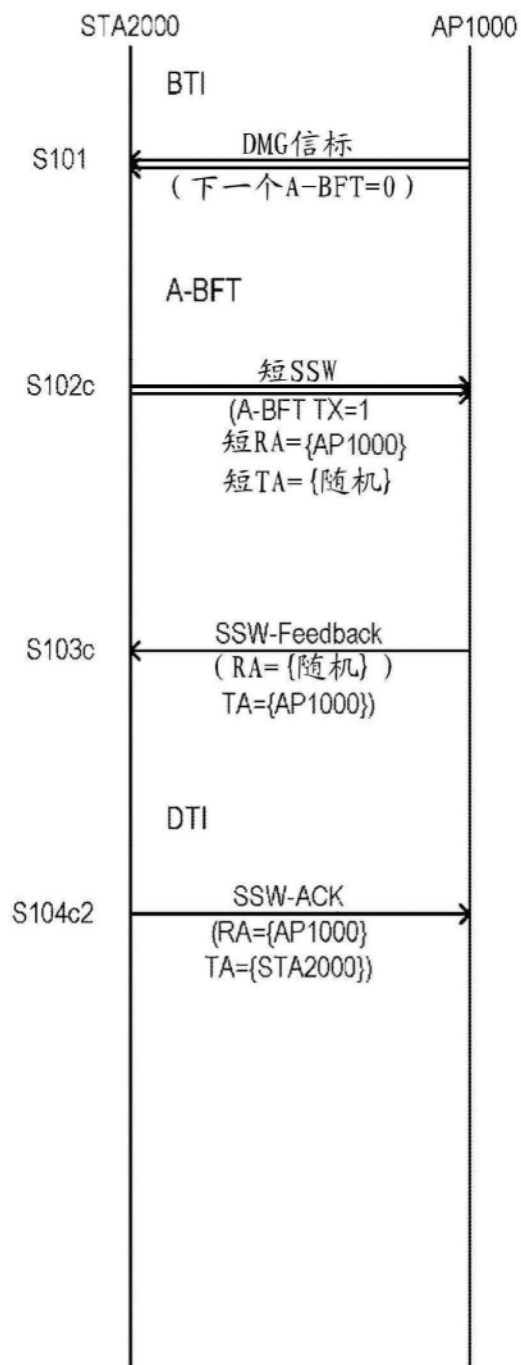 STA2000 AP1000
BTI
S101 DMG信标
(下一个A-BFT=0)
A-BFT
S102c 短SSW
(A-BFT TX=1
短RA={AP1000}
短TA={随机}
S103c SSW-Feedback
(RA={随机})
TA={AP1000})
DTI
S104c2 SSW-ACK
(RA={AP1000}
TA={STA2000})